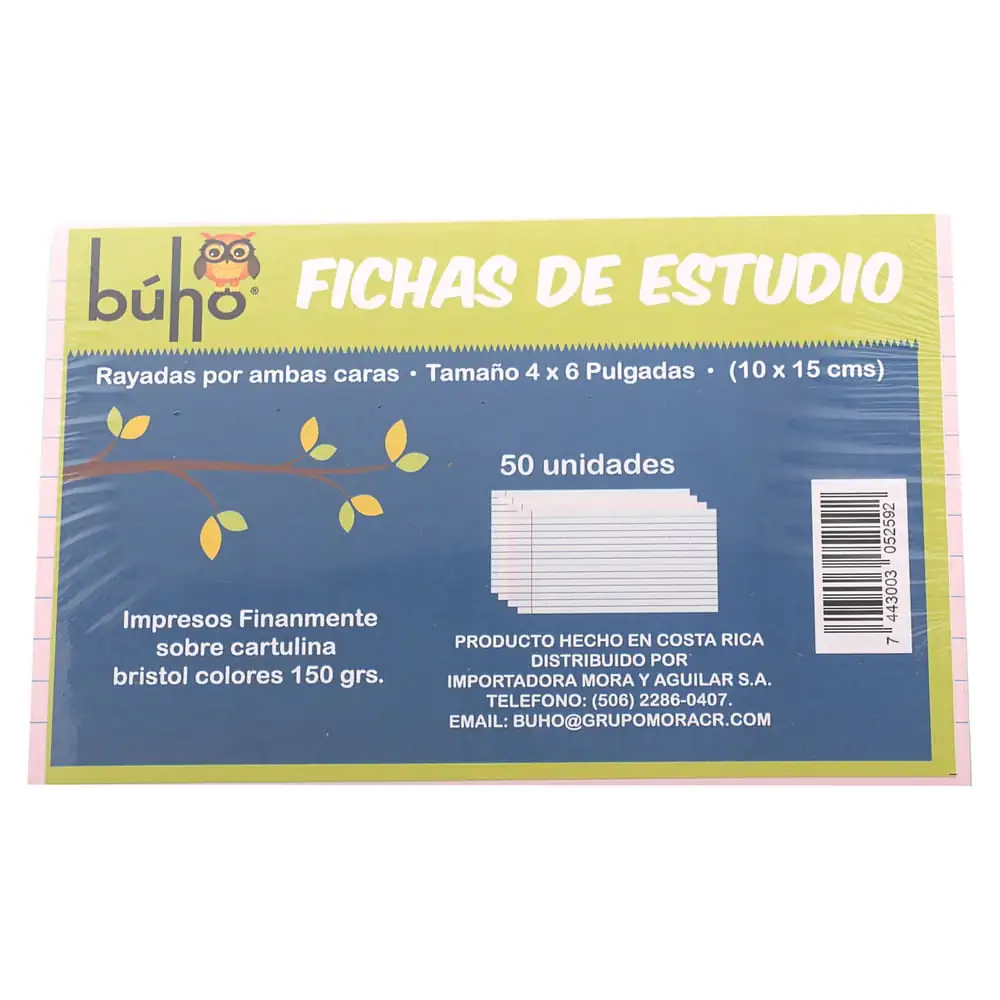 búho®
FICHAS DE ESTUDIO
Rayadas por ambas caras • Tamaño 4 x 6 Pulgadas • (10 x 15 cms)
50 unidades
Impresos Finanmente
sobre cartulina
bristol colores 150 grs.
PRODUCTO HECHO EN COSTA RICA
DISTRIBUIDO POR
IMPORTADORA MORA Y AGUILAR S.A.
TELEFONO: (506) 2286-0407.
EMAIL: BUHO@GRUPOMORACR.COM
7 443003 052592